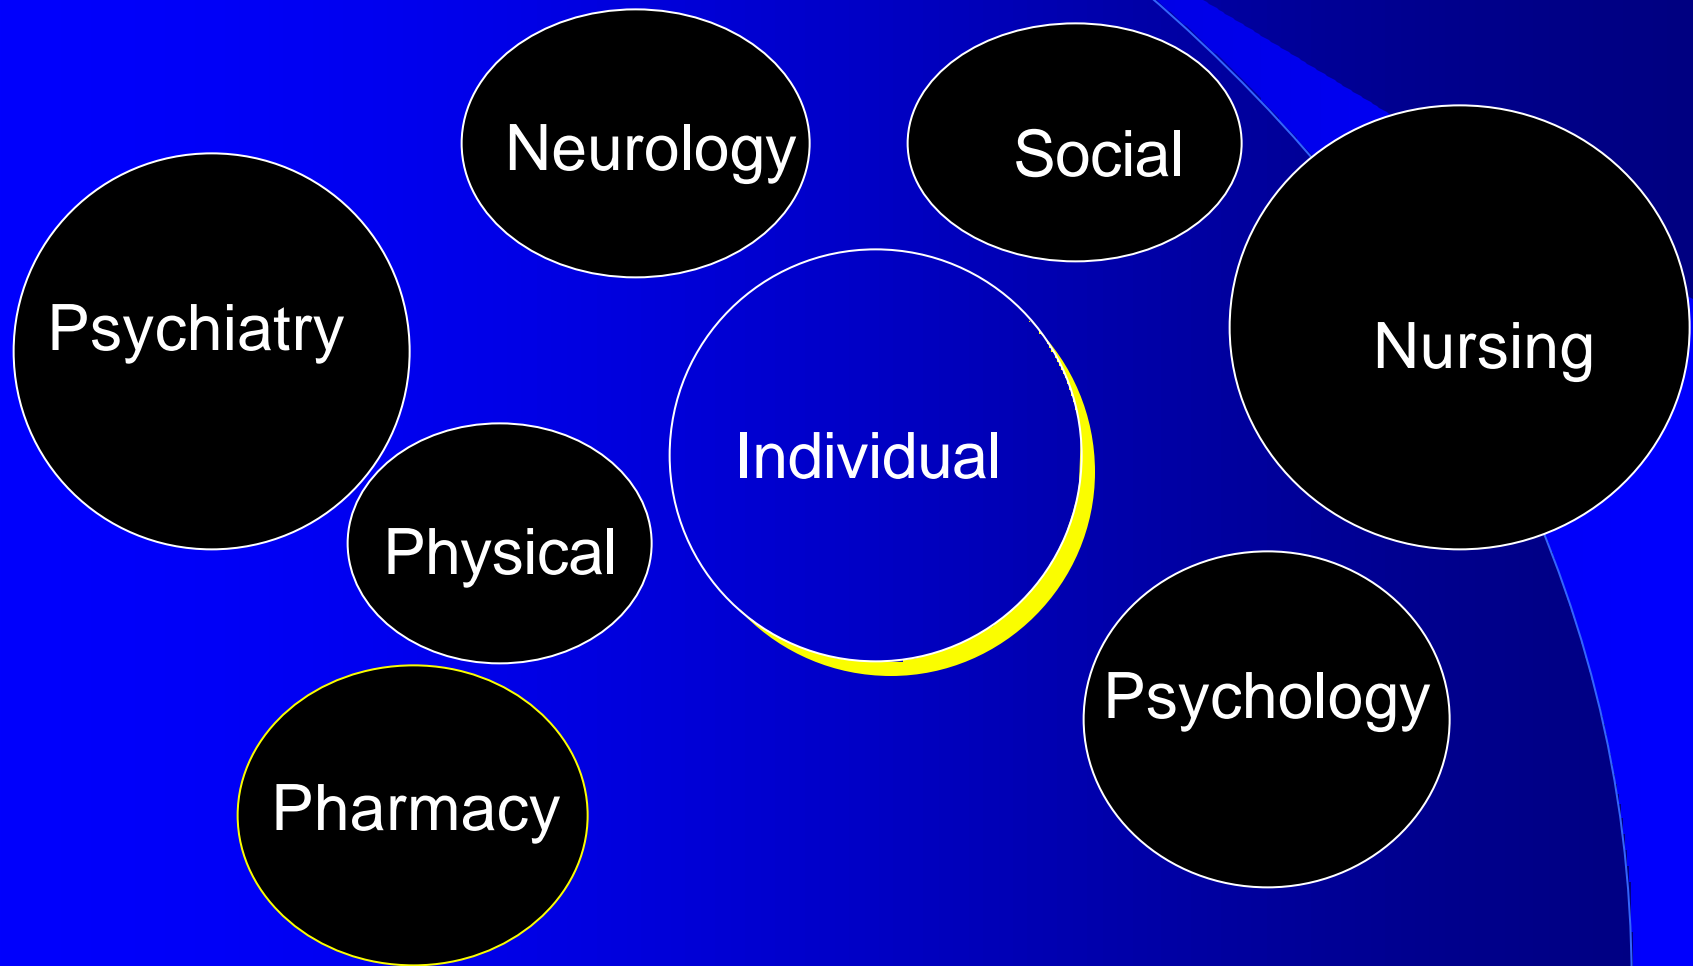 Neurology
Social
Psychiatry
Nursing
Individual
Physical
Psychology
Pharmacy